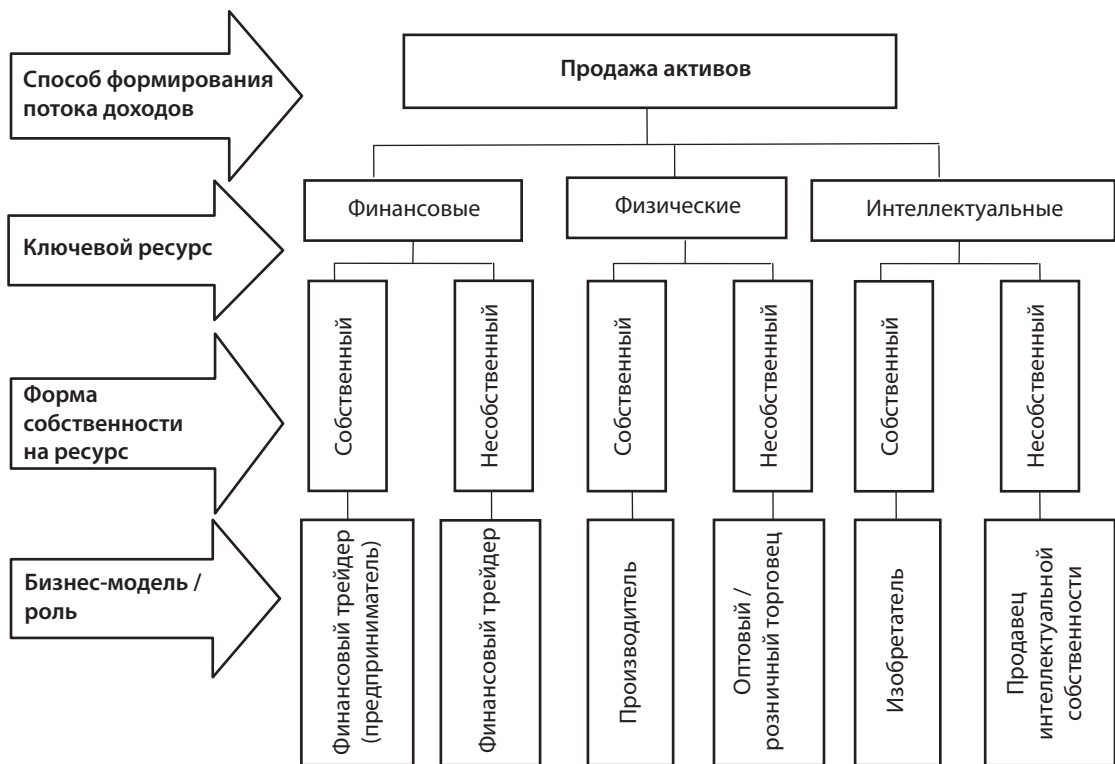 Способ формирования
потока доходов
Продажа активов
Ключевой ресурс
Финансовые
Физические
Интеллектуальные
Форма
собственности
на ресурс
Собственный
Несобственный
Собственный
Несобственный
Собственный
Несобственный
Бизнес-модель /
роль
Финансовый трейдер
(предприниматель)
Финансовый трейдер
Производитель
Оптовый /
розничный торговец
Изобретатель
Продавец
интеллектуальной
собственности